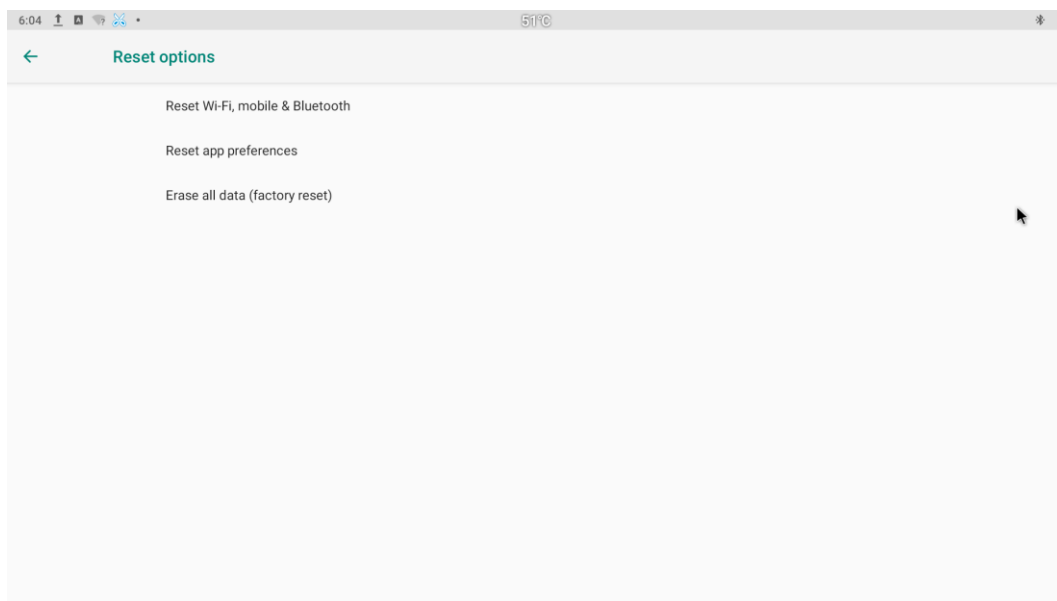 6:04 51°C
Reset options
Reset Wi-Fi, mobile & Bluetooth
Reset app preferences
Erase all data (factory reset)